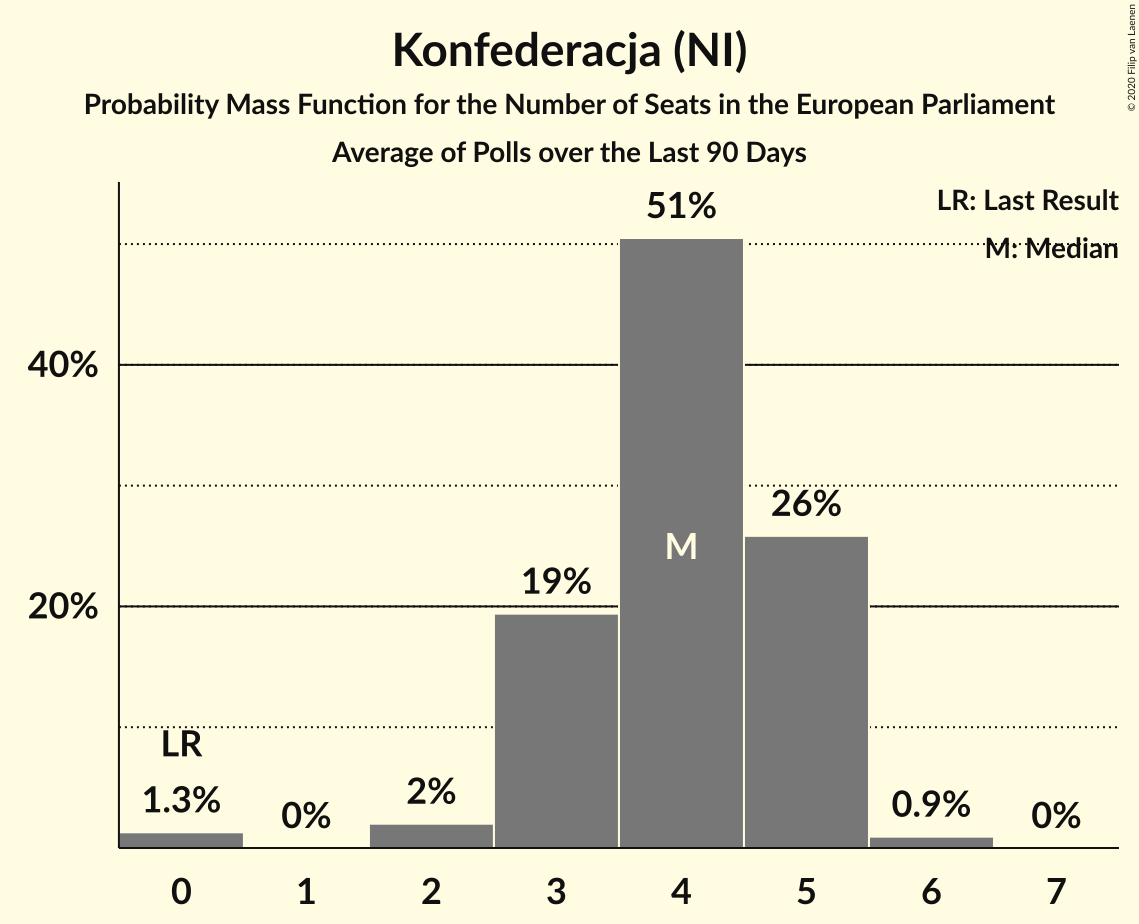 Konfederacja (NI)
Probability Mass Function for the Number of Seats in the European Parliament
Average of Polls over the Last 90 Days
© 2020 Filip van Laenen
LR: Last Result
M: Median
51%
40%
26%
M
19%
20%
LR
1.3%
0%
2%
0.9%
0%
0 1 2 3 4 5 6 7